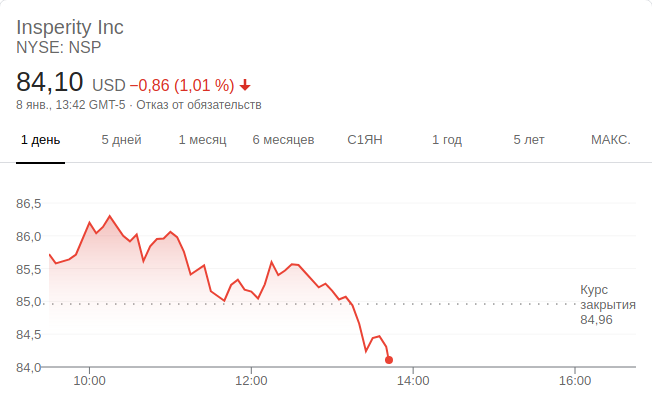 Insperity Inc
NYSE: NSP
84,10 USD −0,86 (1,01 %)
8 янв., 13:42 GMT-5 · Отказ от обязательств
1 день 5 дней 1 месяц 6 месяцев С1ЯН 1 год 5 лет МАКС.
86,5
86,0
85,5
85,0
84,5
84,0
Курс
закрытия
84,96
10:00 12:00 14:00 16:00